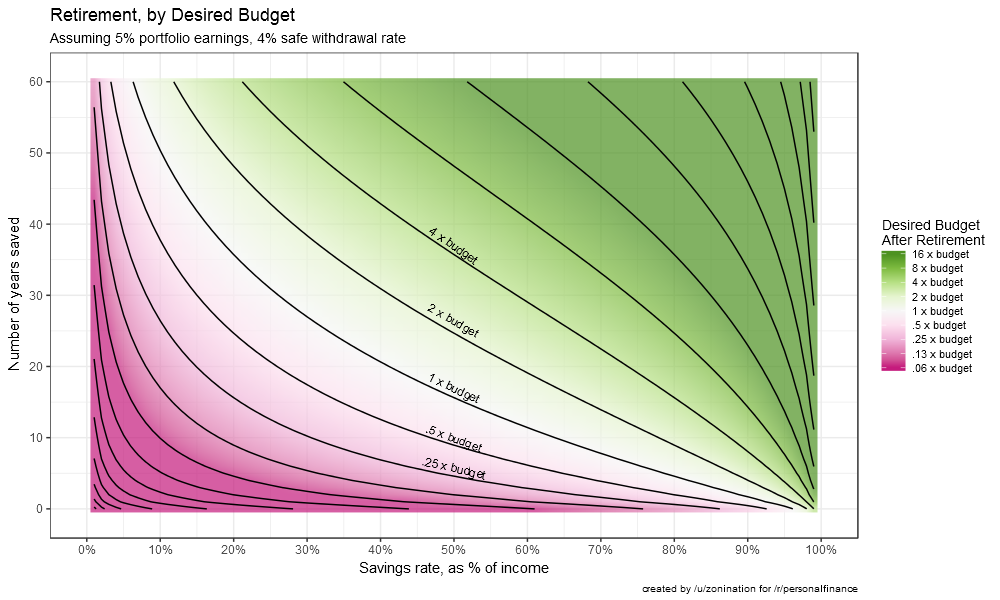 Retirement, by Desired Budget
Assuming 5% portfolio earnings, 4% safe withdrawal rate
Number of years saved
60
50
40
30
20
10
0
4 x budget
2 x budget
1 x budget
.5 x budget
.25 x budget
0%
10%
20%
30%
40%
50%
60%
70%
80%
90%
100%
Savings rate, as % of income
Desired Budget
After Retirement
16 x budget
8 x budget
4 x budget
2 x budget
1 x budget
.5 x budget
.25 x budget
.13 x budget
.06 x budget
created by /u/zonination for /r/personalfinance